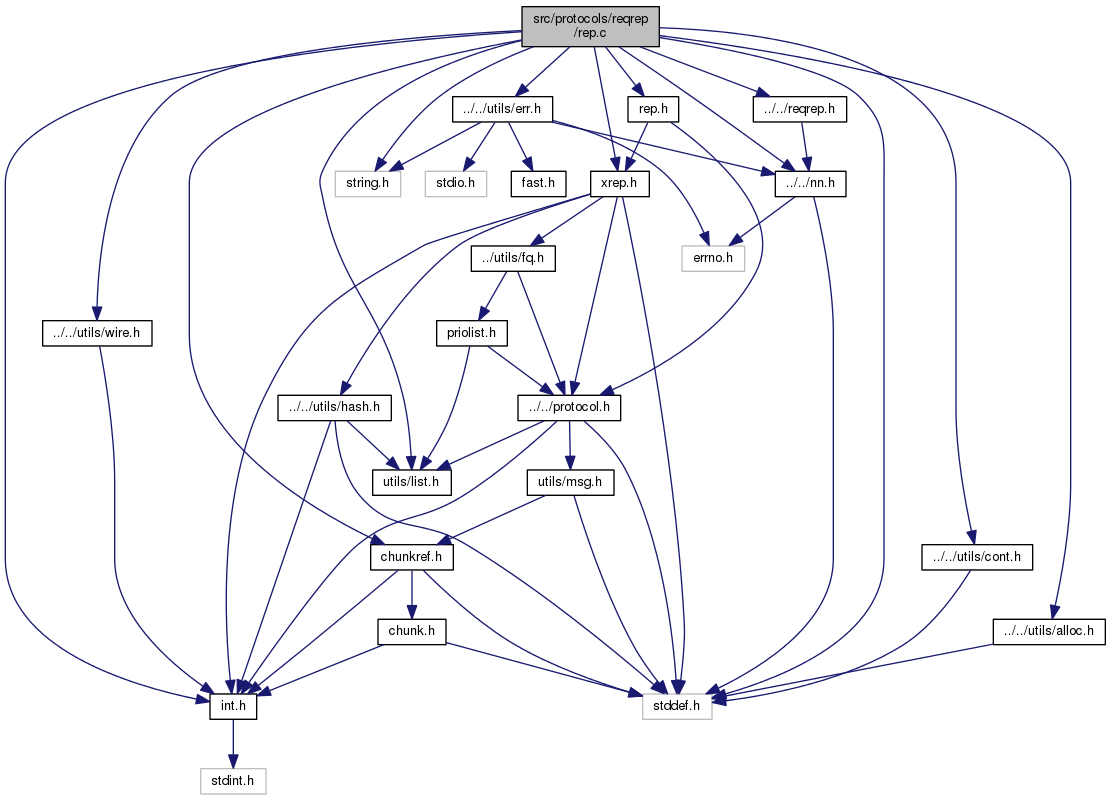 src/protocols/reqrep
/rep.c
../../utils/err.h
rep.h
../../reqrep.h
string.h
stdio.h
fast.h
xrep.h
../../nn.h
../utils/fq.h
errno.h
../../utils/wire.h
priolist.h
../../utils/hash.h
../../protocol.h
utils/list.h
utils/msg.h
chunkref.h
../../utils/cont.h
chunk.h
../../utils/alloc.h
int.h
stddef.h
stdint.h